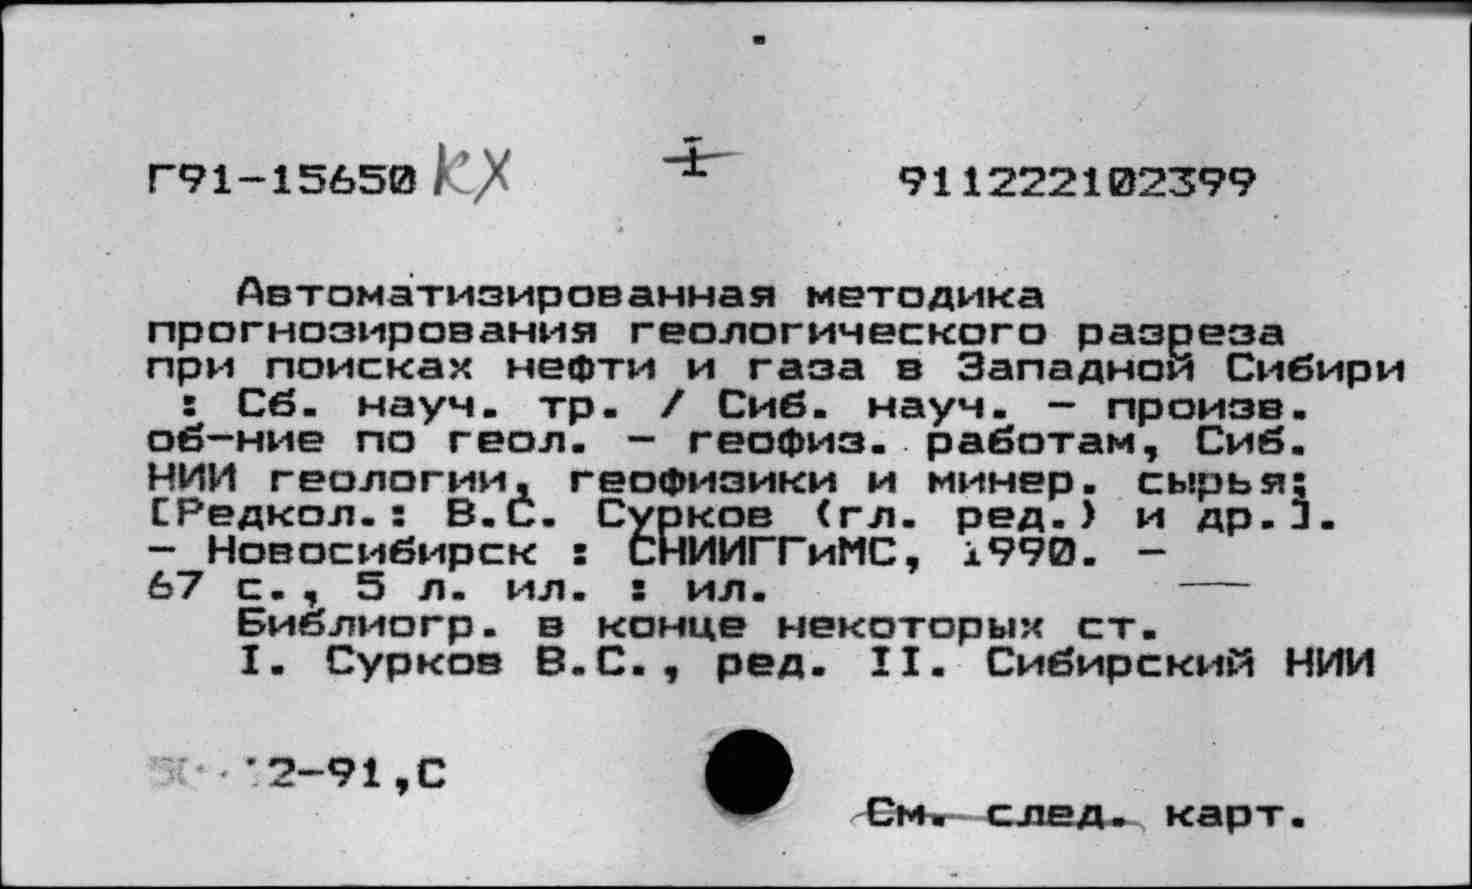 Г91-15650 КХ 1 911222102399
Автоматизированная методика
прогнозирования геологического разреза
при поисках нефти и газа в Западной Сибири
: Сб. науч. тр. / Сиб. науч. - произв.
об-ние по геол. - геофиз. работам, Сиб.
НИИ геологии, геофизики и минер. сырья;
[Редкол.: В.С. Сурков (гл. ред.) и др.].
- Новосибирск : СНИИГГиМС, 1990. -
67 с., 5 л. ил. : ил.
Библиогр. в конце некоторых ст.
I. Сурков В.С., ред. II. Сибирский НИИ
2-91,С
См. след. карт.